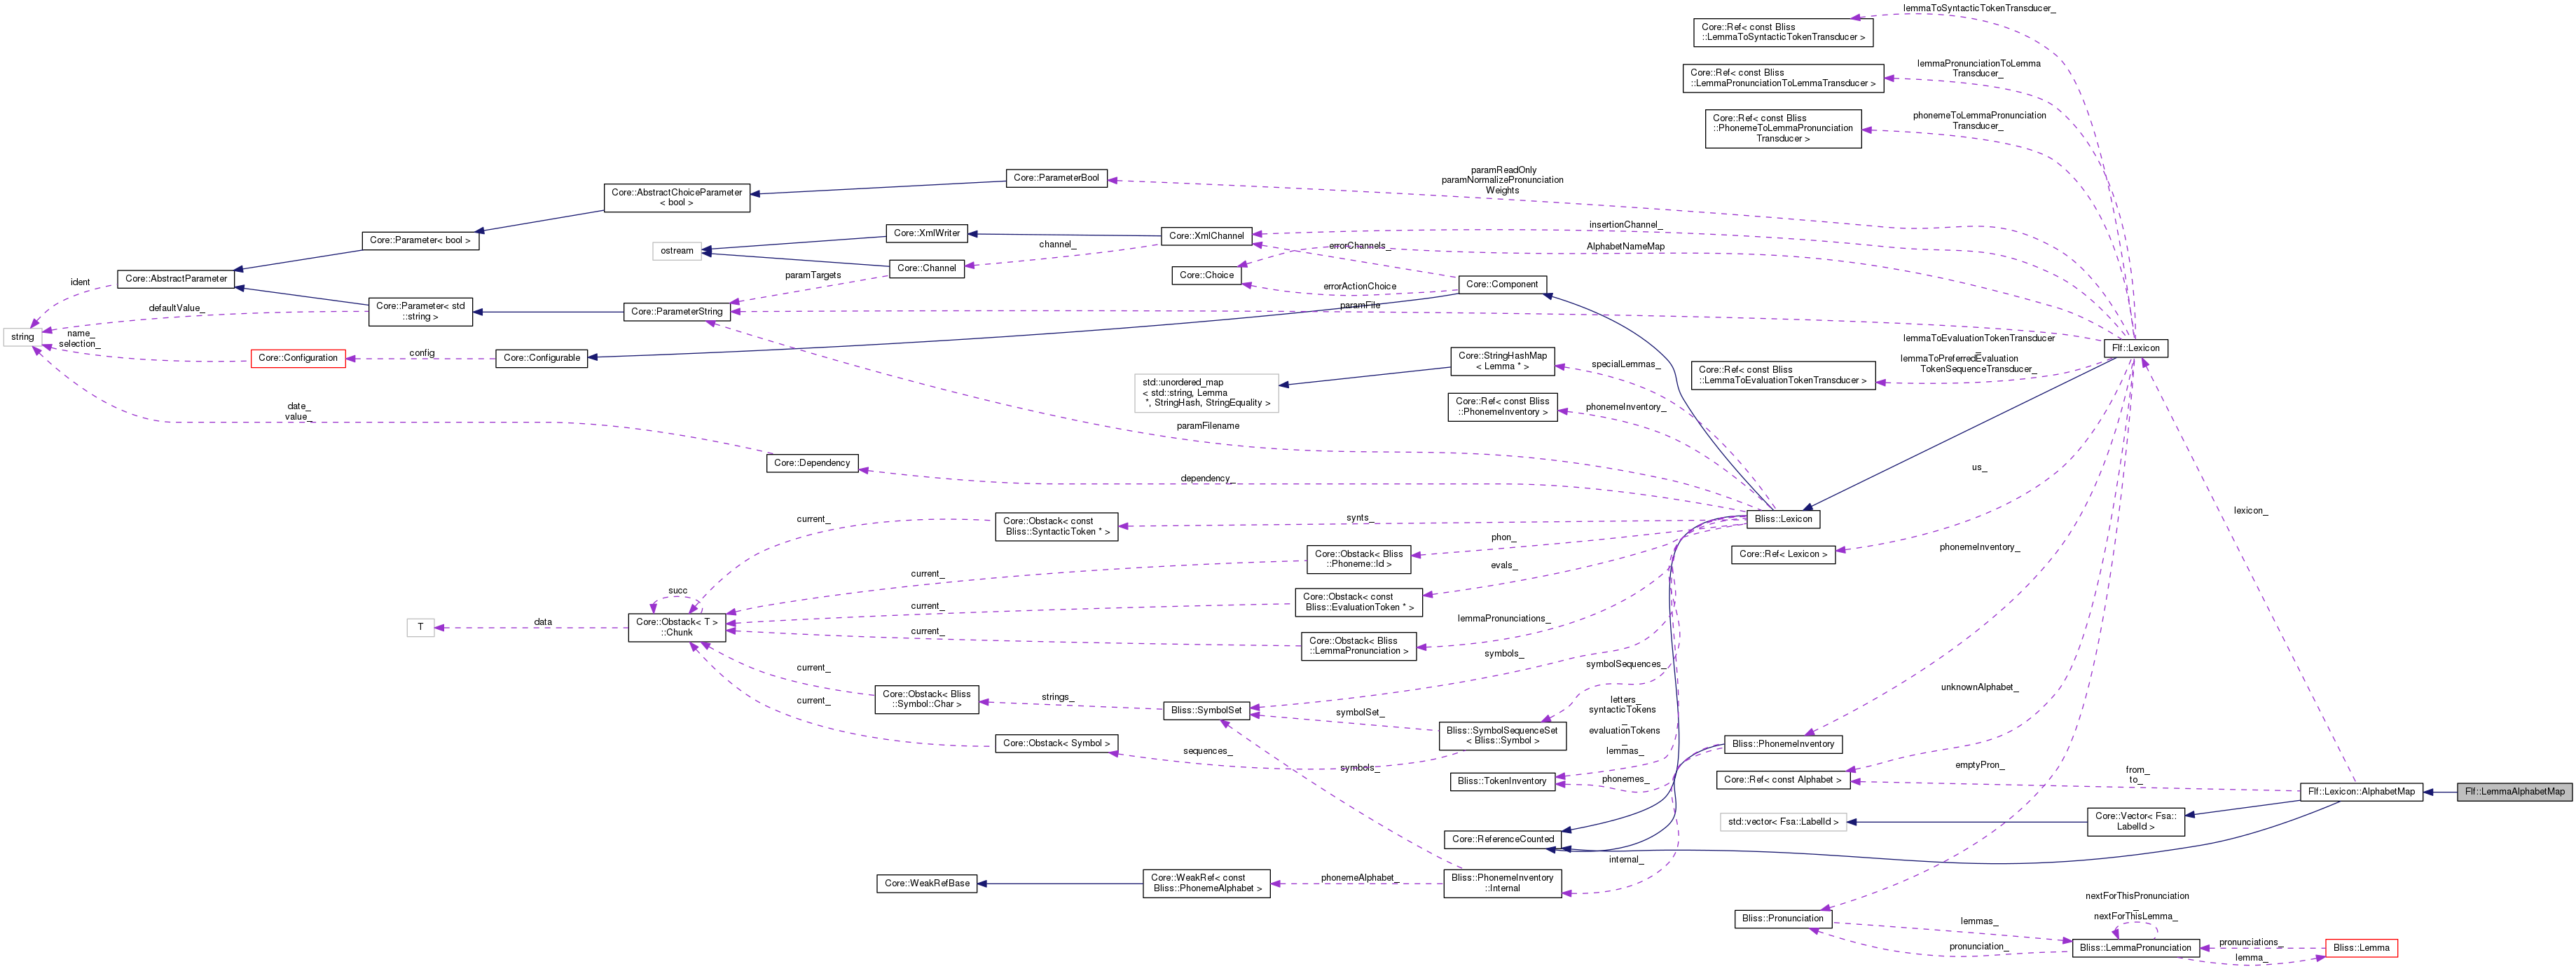 lemmaToSyntacticTokenTransducer_
Core::Ref< const Bliss
::LemmaToSyntacticTokenTransducer >
lemmaPronunciationToLemma
Transducer_
Core::Ref< const Bliss
::LemmaPronunciationToLemmaTransducer >
phonemeToLemmaPronunciation
Transducer_
Core::Ref< const Bliss
::PhonemeToLemmaPronunciation
Transducer >
paramReadOnly
paramNormalizePronunciation
Weights
Core::ParameterBool
Core::AbstractChoiceParameter
< bool >
Core::Parameter< bool >
insertionChannel_
Core::XmlWriter
Core::XmlChannel
ostream
channel_
errorChannels_
AlphabetNameMap
Core::Channel
Core::Choice
paramTargets
errorActionChoice
Core::Component
ident
Core::AbstractParameter
defaultValue_
Core::Parameter< std
::string >
Core::ParameterString
paramFile
string
name_
selection_
Core::Configuration
config
Core::Configurable
lemmaToEvaluationTokenTransducer
_
lemmaToPreferredEvaluation
TokenSequenceTransducer_
Flf::Lexicon
Core::StringHashMap
< Lemma * >
specialLemmas_
Core::Ref< const Bliss
::LemmaToEvaluationTokenTransducer >
std::unordered_map
< std::string, Lemma
*, StringHash, StringEquality >
Core::Ref< const Bliss
::PhonemeInventory >
phonemeInventory_
date_
value_
paramFilename
Core::Dependency
dependency_
us_
lexicon_
Core::Obstack< const
Bliss::SyntacticToken * >
current_
synts_
Bliss::Lexicon
Core::Obstack< Bliss
::Phoneme::Id >
phon_
Core::Ref< Lexicon >
phonemeInventory_
current_
evals_
succ
Core::Obstack< const
Bliss::EvaluationToken * >
current_
T
data
Core::Obstack< T >
::Chunk
current_
Core::Obstack< Bliss
::LemmaPronunciation >
lemmaPronunciations_
symbols_
symbolSequences_
current_
Core::Obstack< Bliss
::Symbol::Char >
strings_
Bliss::SymbolSet
symbolSet_
unknownAlphabet_
current_
letters_
syntacticTokens
_
evaluationTokens
_
lemmas_
Bliss::SymbolSequenceSet
< Bliss::Symbol >
Core::Obstack< Symbol >
sequences_
symbols_
Bliss::PhonemeInventory
Bliss::TokenInventory
phonemes_
emptyPron_
Core::Ref< const Alphabet >
from_
to_
Flf::Lexicon::AlphabetMap
Flf::LemmaAlphabetMap
std::vector< Fsa::LabelId >
Core::Vector< Fsa::
LabelId >
Core::ReferenceCounted
internal_
Core::WeakRefBase
Core::WeakRef< const
Bliss::PhonemeAlphabet >
phonemeAlphabet_
Bliss::PhonemeInventory
::Internal
nextForThisPronunciation
_
nextForThisLemma_
Bliss::Pronunciation
lemmas_
pronunciation_
Bliss::LemmaPronunciation
pronunciations_
lemma_
Bliss::Lemma